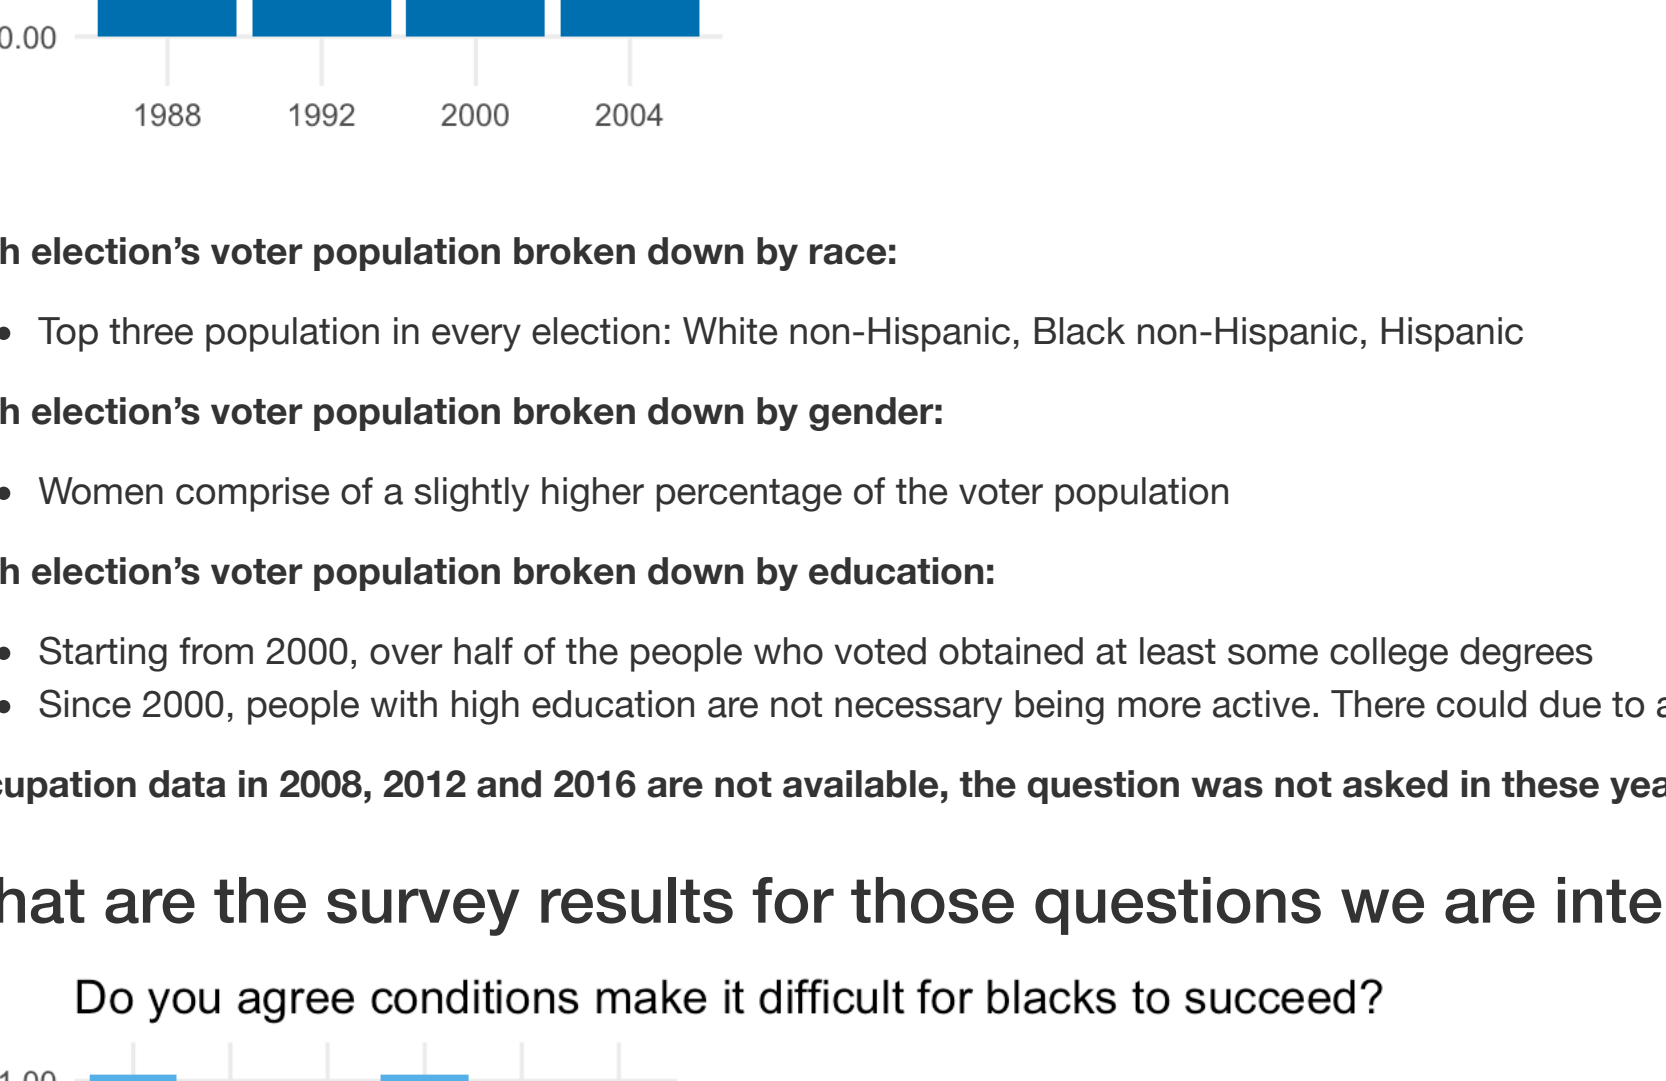 0.00
1988 1992 2000 2004
h election’s voter population broken down by race:
• Top three population in every election: White non-Hispanic, Black non-Hispanic, Hispanic
h election’s voter population broken down by gender:
• Women comprise of a slightly higher percentage of the voter population
h election’s voter population broken down by education:
• Starting from 2000, over half of the people who voted obtained at least some college degrees
• Since 2000, people with high education are not necessary being more active. There could due to a
cupation data in 2008, 2012 and 2016 are not available, the question was not asked in these yea
hat are the survey results for those questions we are inte
Do you agree conditions make it difficult for blacks to succeed?
1.00